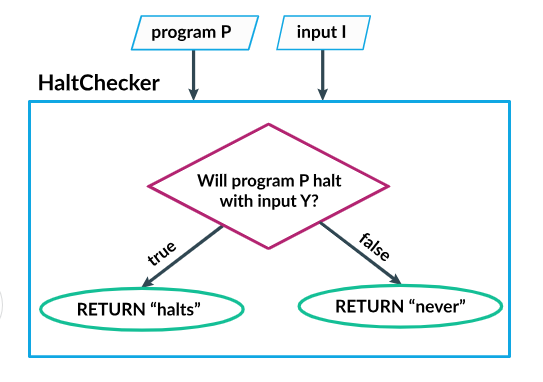 program P
input I
HaltChecker
Will program P halt
with input Y?
true
false
RETURN “halts”
RETURN “never”